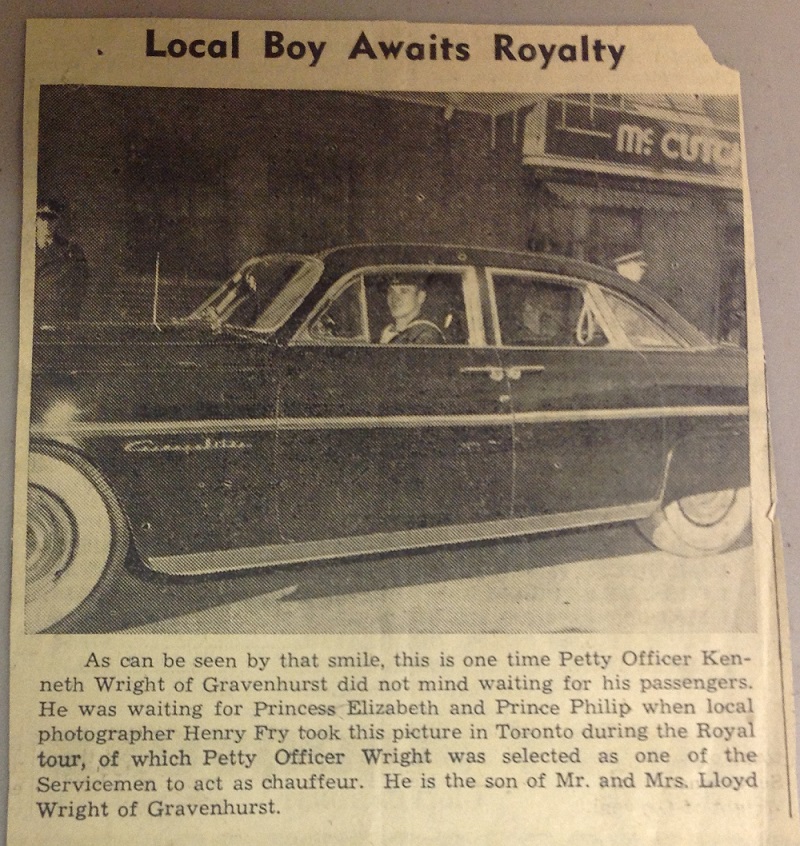 Local Boy Awaits Royalty
Mc CUTC
Cosmopolitan
As can be seen by that smile, this is one time Petty Officer Ken-
neth Wright of Gravenhurst did not mind waiting for his passengers.
He was waiting for Princess Elizabeth and Prince Philip when local
photographer Henry Fry took this picture in Toronto during the Royal
tour, of which Petty Officer Wright was selected as one of the
Servicemen to act as chauffeur. He is the son of Mr. and Mrs. Lloyd
Wright of Gravenhurst.